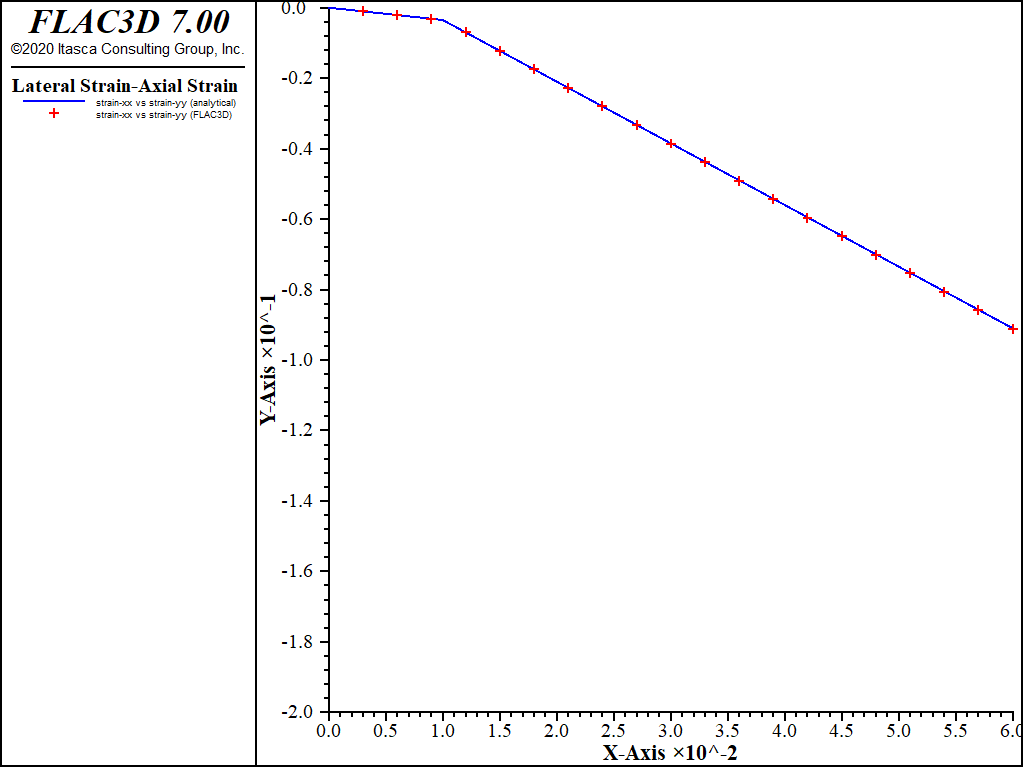 FLAC3D 7.00
©2020 Itasca Consulting Group, Inc.
Lateral Strain-Axial Strain
strain-xx vs strain-yy (analytical)
strain-xx vs strain-yy (FLAC3D)
0.0
-0.2
-0.4
-0.6
-0.8
-1.0
-1.2
-1.4
-1.6
-1.8
-2.0
Y-Axis ×10^-1
0.0 0.5 1.0 1.5 2.0 2.5 3.0 3.5 4.0 4.5 5.0 5.5 6.0
X-Axis ×10^-2